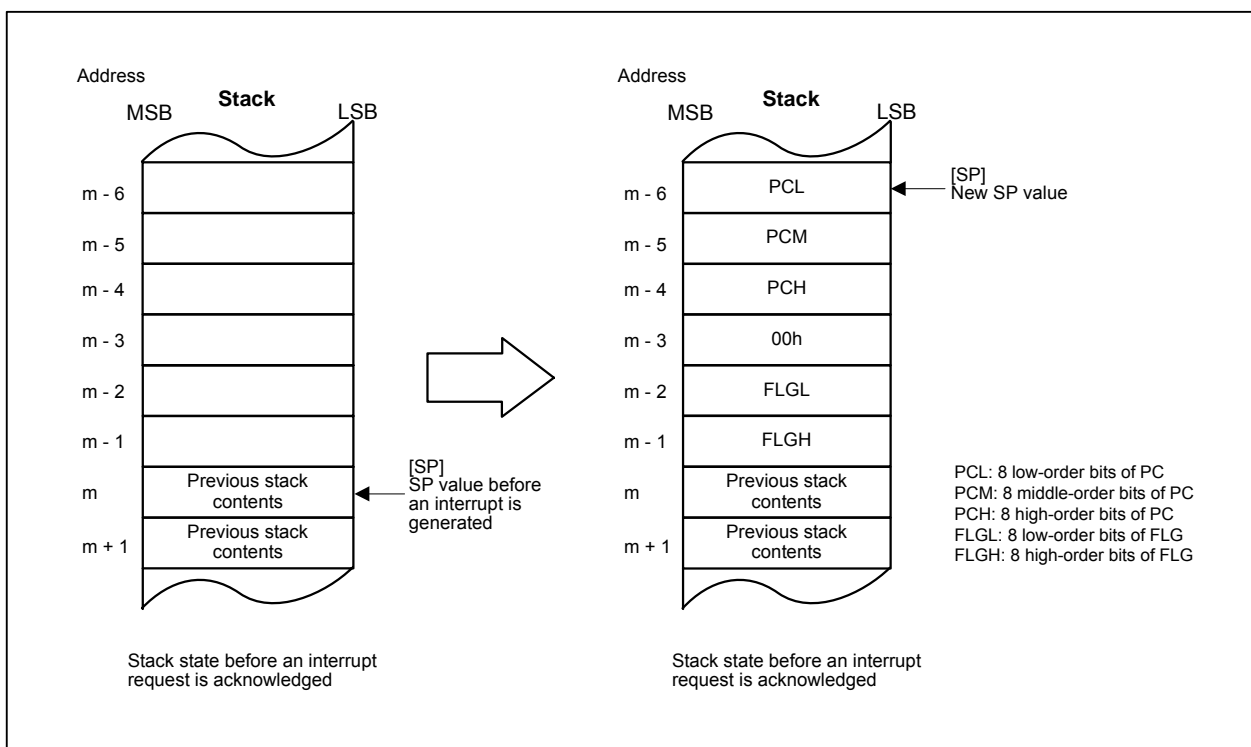 Address
MSB
Stack
LSB
m - 6
m - 5
m - 4
m - 3
m - 2
m - 1
m
Previous stack
contents
m + 1
Previous stack
contents
[SP]
SP value before
an interrupt is
generated
Stack state before an interrupt
request is acknowledged
Address
MSB
Stack
LSB
m - 6
PCL
[SP]
New SP value
m - 5
PCM
m - 4
PCH
m - 3
00h
m - 2
FLGL
m - 1
FLGH
m
Previous stack
contents
m + 1
Previous stack
contents
PCL: 8 low-order bits of PC
PCM: 8 middle-order bits of PC
PCH: 8 high-order bits of PC
FLGL: 8 low-order bits of FLG
FLGH: 8 high-order bits of FLG
Stack state before an interrupt
request is acknowledged